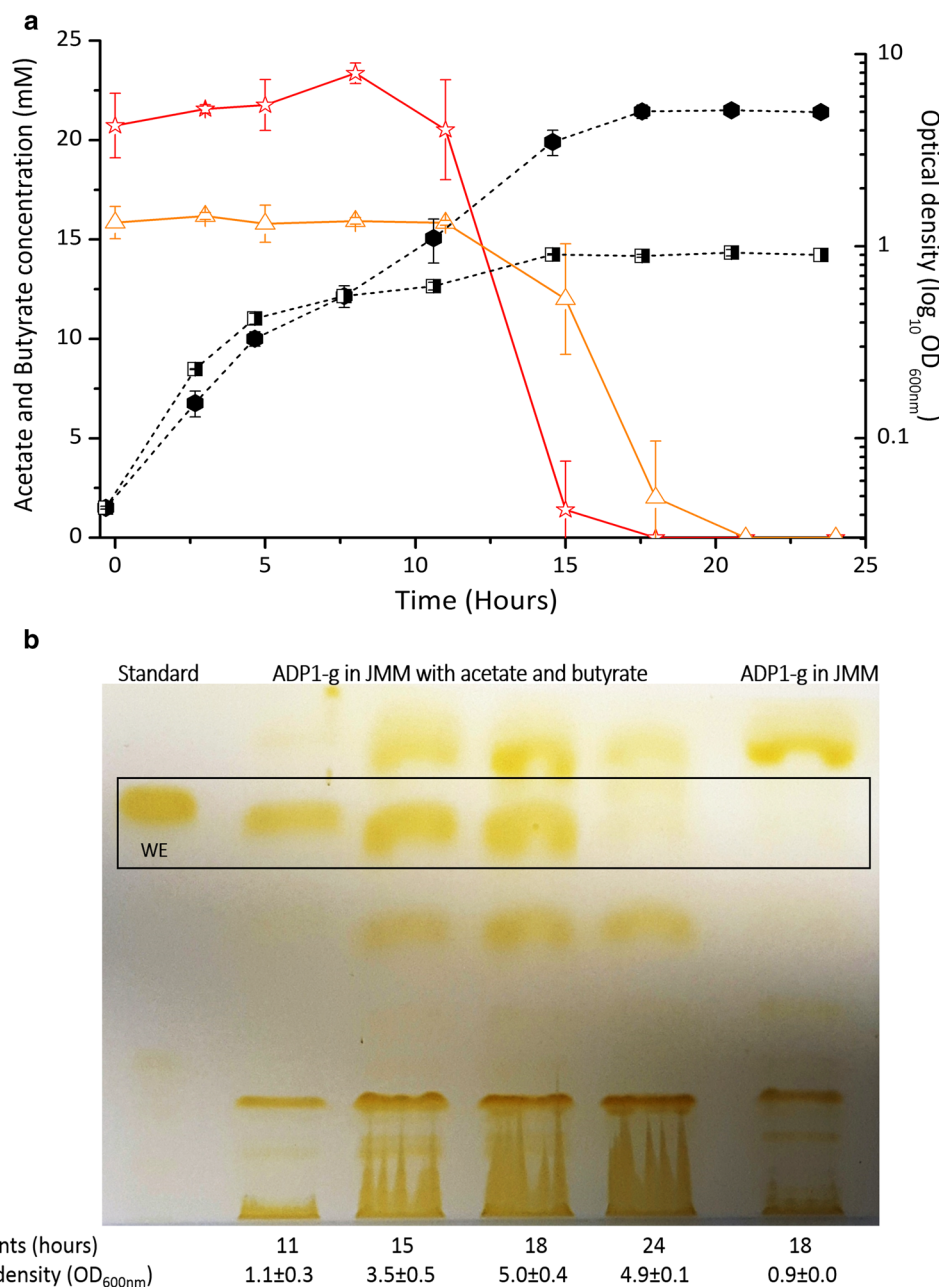 a
25
20
15
10
5
0
Acetate and Butyrate concentration (mM)
10
1
0.1
Optical density (log10OD600nm)
0
5
10
15
20
25
Time (Hours)
b
Standard
ADP1-g in JMM with acetate and butyrate
ADP1-g in JMM
WE
(hours) 11 15 18 24 18
density (OD600nm) 1.1±0.3 3.5±0.5 5.0±0.4 4.9±0.1 0.9±0.0